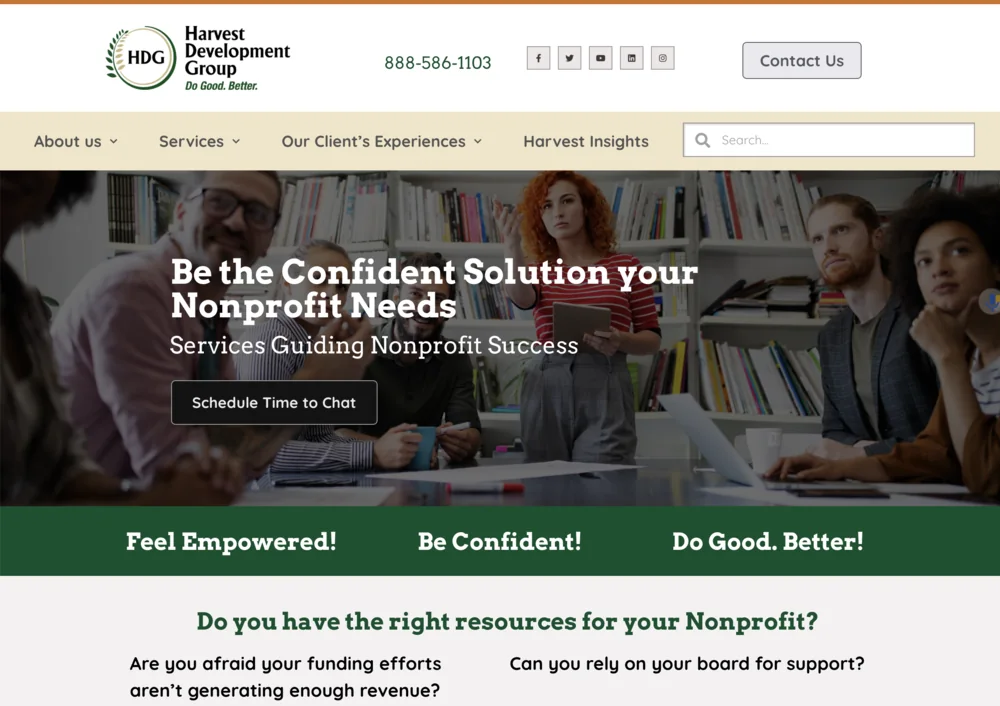 HDG
Harvest
Development
Group
Do Good. Better.
888-586-1103
Contact Us
About us
Services
Our Client’s Experiences
Harvest Insights
Search...
Be the Confident Solution your
Nonprofit Needs
Services Guiding Nonprofit Success
Schedule Time to Chat
Feel Empowered!
Be Confident!
Do Good. Better!
Do you have the right resources for your Nonprofit?
Are you afraid your funding efforts
aren’t generating enough revenue?
Can you rely on your board for support?